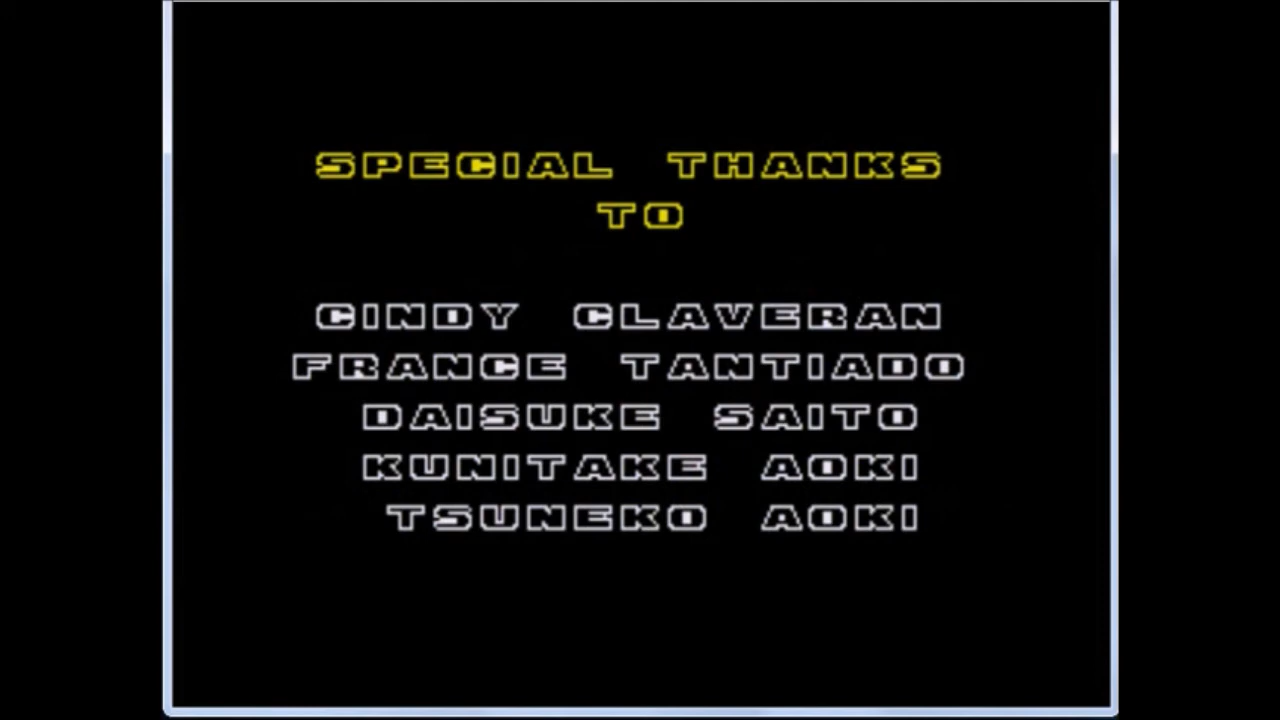 SPECIAL THANKS
TO
CINDY CLAVERAN
FRANCE TANTIADO
DAISUKE SAITO
KUNITAKE AOKI
TSUNEKO AOKI